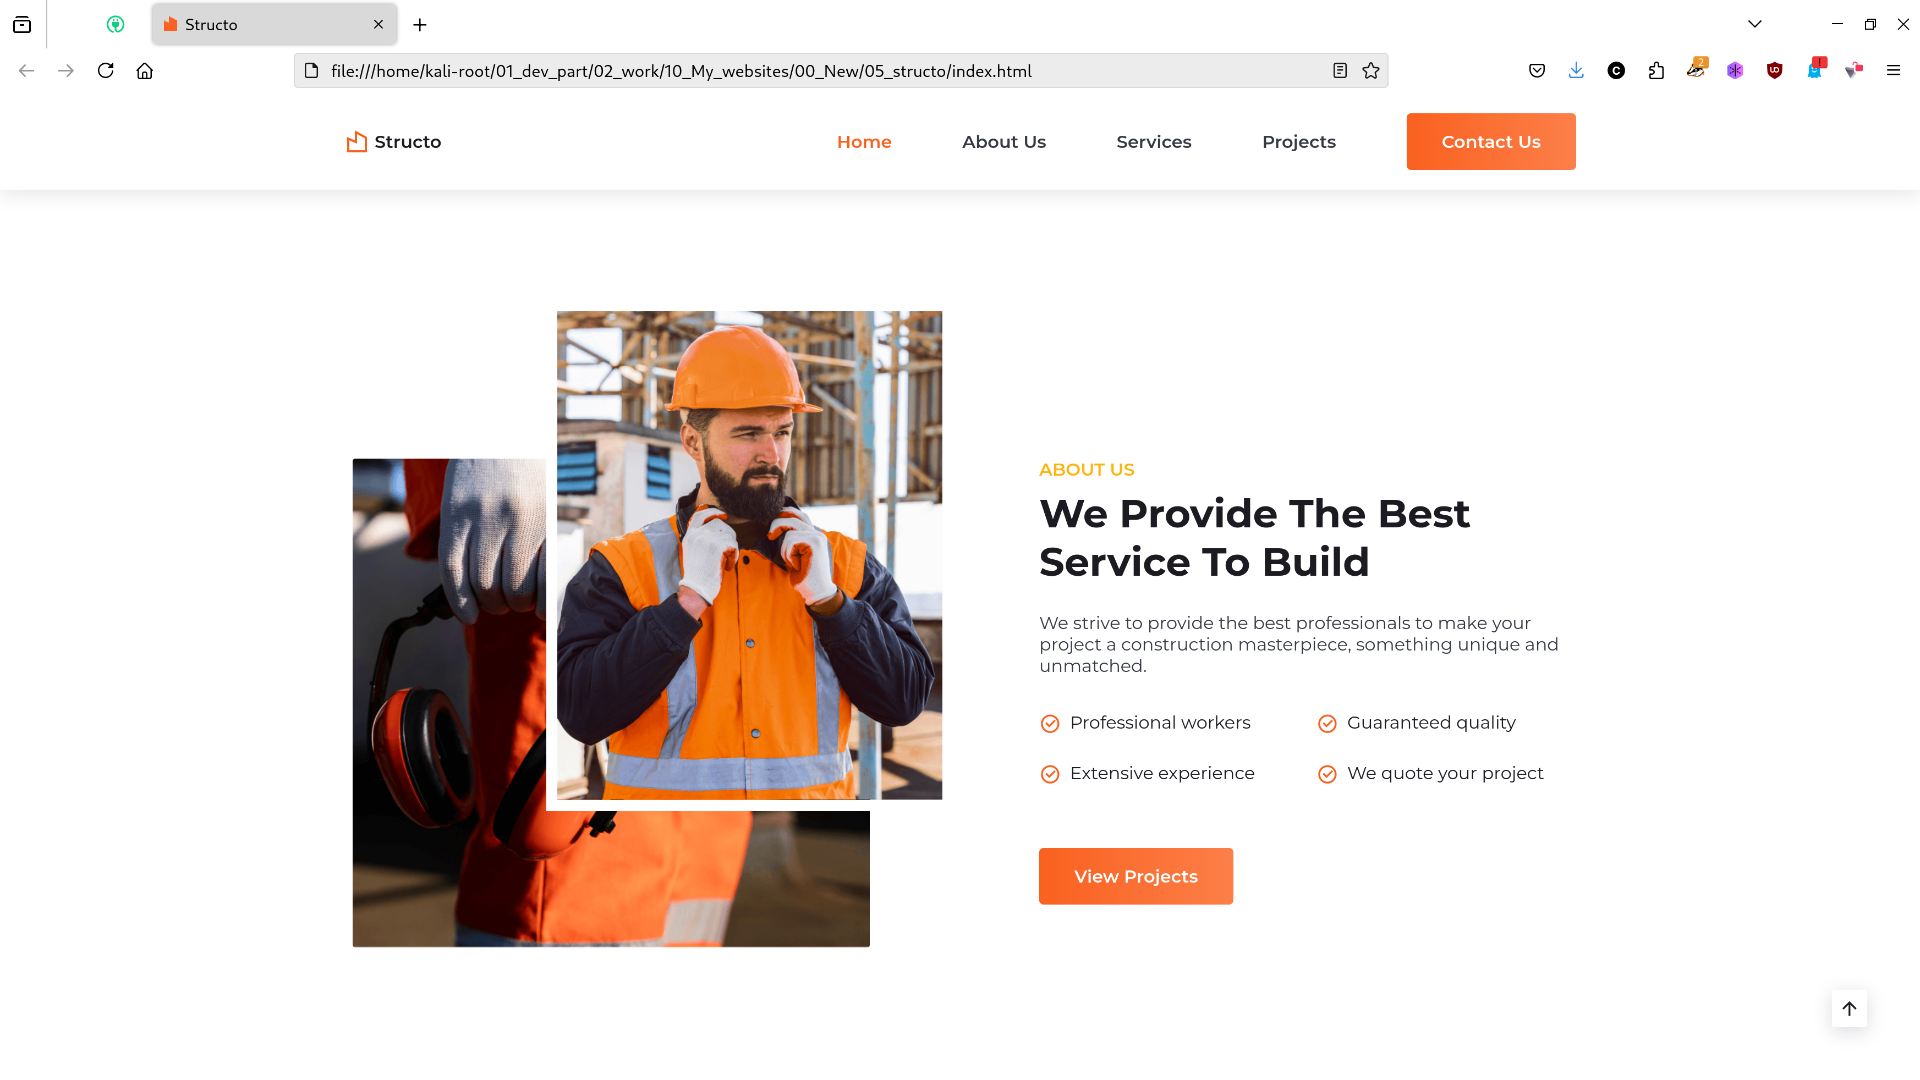 Structo
file:///home/kali-root/01_dev_part/02_work/10_My_websites/00_New/05_structo/index.html
2
Structo
Home
About Us
Services
Projects
Contact Us
ABOUT US
We Provide The Best
Service To Build
We strive to provide the best professionals to make your
project a construction masterpiece, something unique and
unmatched.
Professional workers
Guaranteed quality
Extensive experience
We quote your project
View Projects